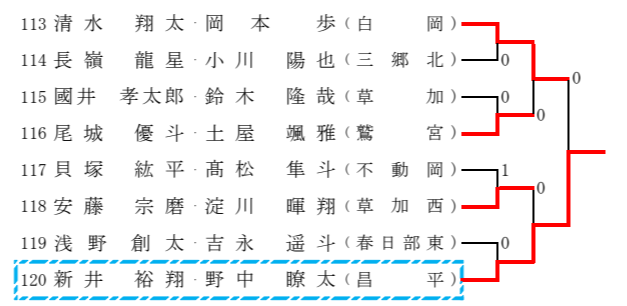 113 清水 翔太・岡本 歩(白岡)
114 長嶺 龍星・小川 陽也(三郷北) 0
0
115 國井 孝太郎・鈴木 隆哉(草加) 0
0
116 尾城 優斗・土屋 颯雅(鷲宮)
117 貝塚 紘平・髙松 隼斗(不動岡) 1
0
118 安藤 宗磨・淀川 暉翔(草加西)
119 浅野 創太・吉永 遥斗(春日部東) 0
120 新井 裕翔・野中 瞭太(昌平)